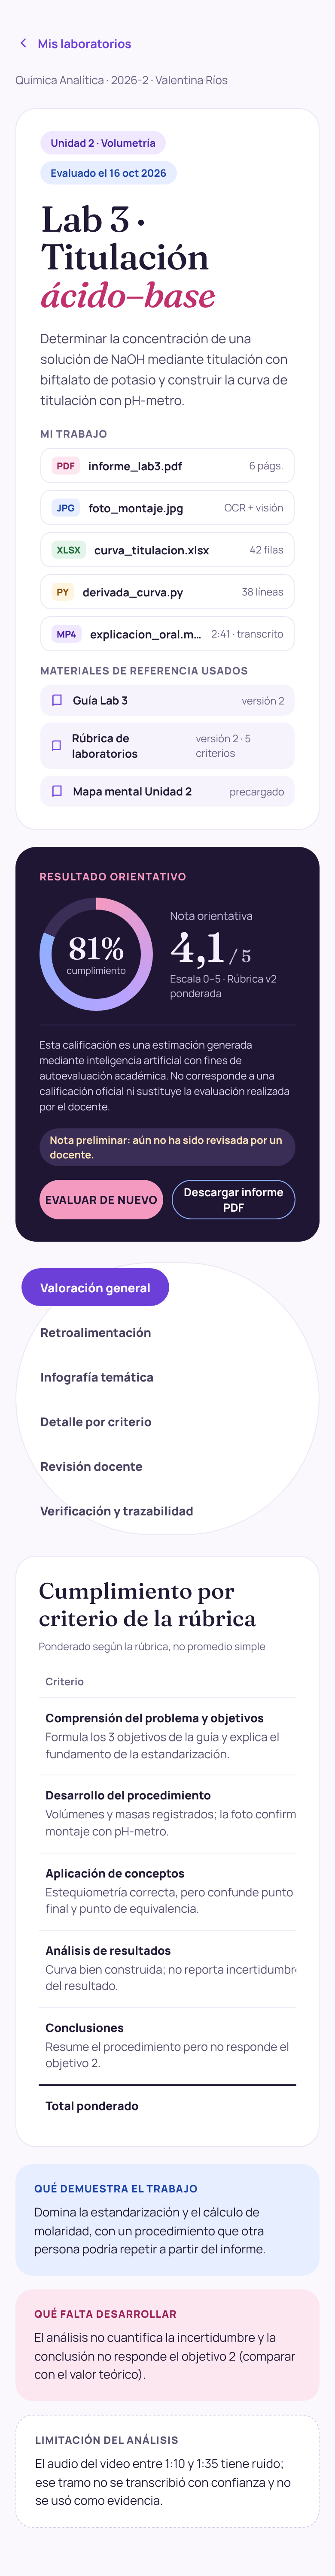 Mis laboratorios
Química Analítica · 2026-2 · Valentina Ríos
Unidad 2 · Volumetría
Evaluado el 16 oct 2026
Lab 3 ·
Titulación
ácido–base
Determinar la concentración de una
solución de NaOH mediante titulación con
biftalato de potasio y construir la curva de
titulación con pH-metro.
MI TRABAJO
PDF informe_lab3.pdf 6 págs.
JPG foto_montaje.jpg OCR + visión
XLSX curva_titulacion.xlsx 42 filas
PY derivada_curva.py 38 líneas
MP4 explicacion_oral.m... 2:41 · transcrito
MATERIALES DE REFERENCIA USADOS
Guía Lab 3 versión 2
Rúbrica de laboratorios versión 2 · 5 criterios
Mapa mental Unidad 2 precargado
RESULTADO ORIENTATIVO
81%
cumplimiento
Nota orientativa
4,1 / 5
Escala 0–5 · Rúbrica v2
ponderada
Esta calificación es una estimación generada
mediante inteligencia artificial con fines de
autoevaluación académica. No corresponde a una
calificación oficial ni sustituye la evaluación realizada
por el docente.
Nota preliminar: aún no ha sido revisada por un
docente.
EVALUAR DE NUEVO
Descargar informe
PDF
Valoración general
Retroalimentación
Infografía temática
Detalle por criterio
Revisión docente
Verificación y trazabilidad
Cumplimiento por
criterio de la rúbrica
Ponderado según la rúbrica, no promedio simple
Criterio
Comprensión del problema y objetivos
Formula los 3 objetivos de la guía y explica el
fundamento de la estandarización.
Desarrollo del procedimiento
Volúmenes y masas registrados; la foto confirm
montaje con pH-metro.
Aplicación de conceptos
Estequiometría correcta, pero confunde punto
final y punto de equivalencia.
Análisis de resultados
Curva bien construida; no reporta incertidumbre
del resultado.
Conclusiones
Resume el procedimiento pero no responde el
objetivo 2.
Total ponderado
QUÉ DEMUESTRA EL TRABAJO
Domina la estandarización y el cálculo de
molaridad, con un procedimiento que otra
persona podría repetir a partir del informe.
QUÉ FALTA DESARROLLAR
El análisis no cuantifica la incertidumbre y la
conclusión no responde el objetivo 2 (comparar
con el valor teórico).
LIMITACIÓN DEL ANÁLISIS
El audio del video entre 1:10 y 1:35 tiene ruido;
ese tramo no se transcribió con confianza y no
se usó como evidencia.